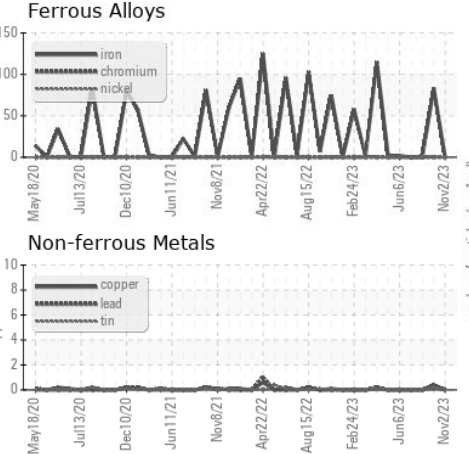 Ferrous Alloys
150
100
50
0
iron
chromium
nickel
May18/20
Jul13/20
Dec10/20
Jun11/21
Nov8/21
Apr22/22
Aug15/22
Feb24/23
Jun6/23
Nov2/23
Non-ferrous Metals
10
8
6
4
2
0
copper
lead
tin
May18/20
Jul13/20
Dec10/20
Jun11/21
Nov8/21
Apr22/22
Aug15/22
Feb24/23
Jun6/23
Nov2/23